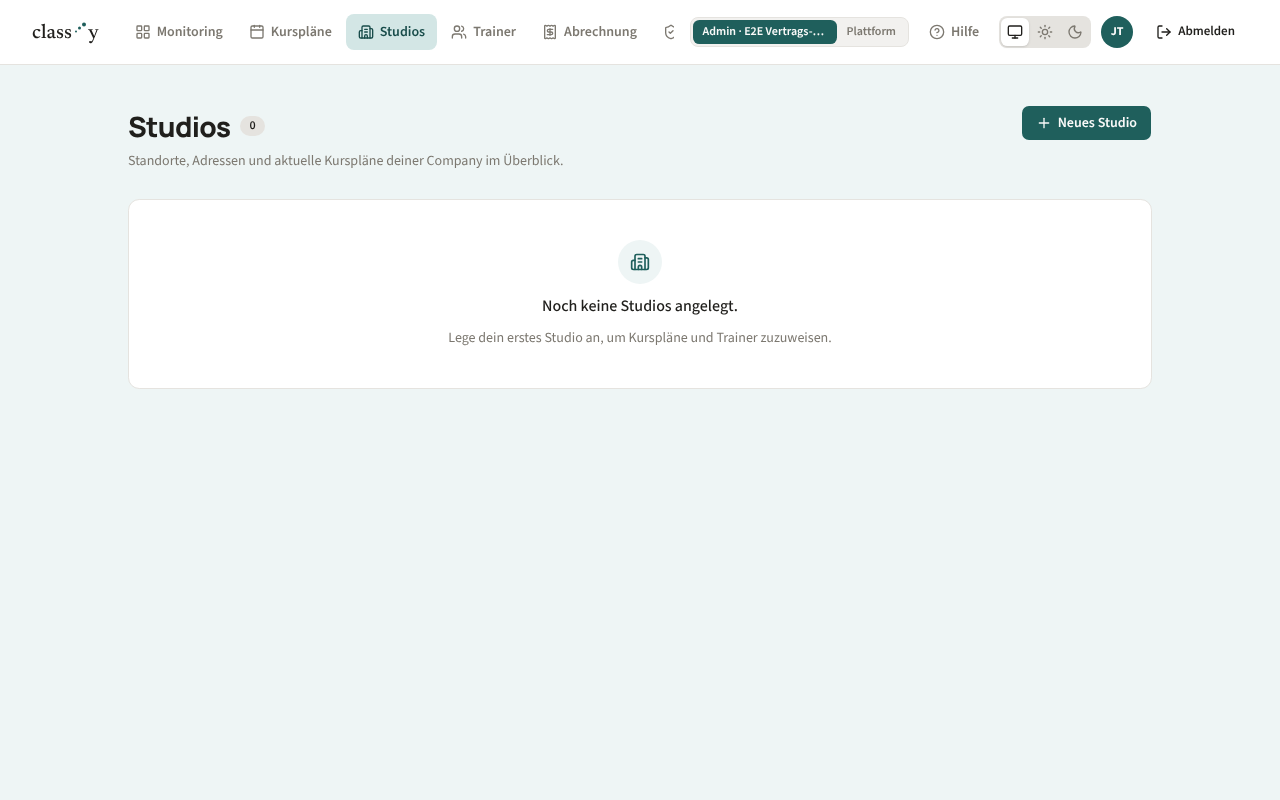 class y
Monitoring
Kurspläne
Studios
Trainer
Abrechnung
Admin · E2E Vertrags-…
Plattform
Hilfe
JT
Abmelden
Studios 0
Neues Studio
Standorte, Adressen und aktuelle Kurspläne deiner Company im Überblick.
Noch keine Studios angelegt.
Lege dein erstes Studio an, um Kurspläne und Trainer zuzuweisen.